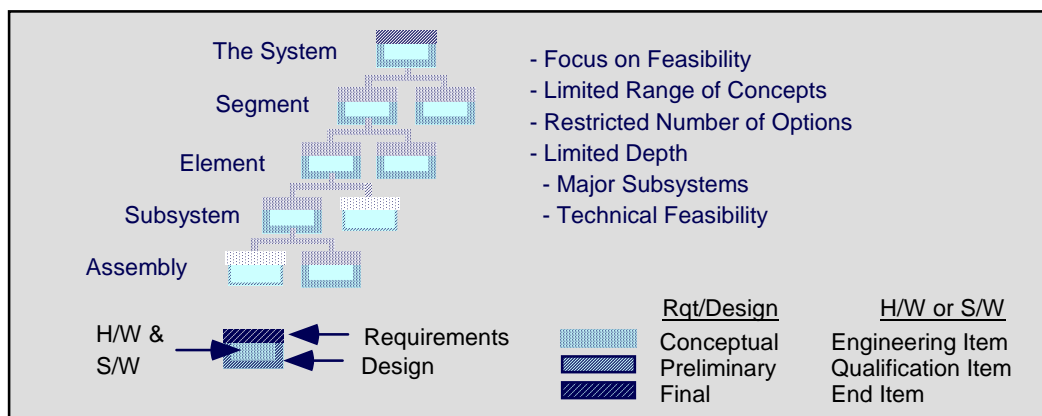 The System
Segment
Element
Subsystem
Assembly
- Focus on Feasibility
- Limited Range of Concepts
- Restricted Number of Options
- Limited Depth
- Major Subsystems
- Technical Feasibility
H/W &
S/W
Requirements
Design
Rqt/Design H/W or S/W
Conceptual Engineering Item
Preliminary Qualification Item
Final End Item